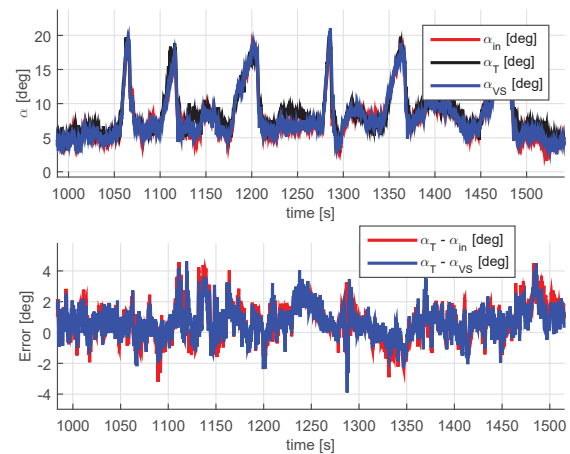 20
15
10
5
0
α [deg]
α_in [deg]
α_T [deg]
α_VS [deg]
1000 1050 1100 1150 1200 1250 1300 1350 1400 1450 1500
time [s]
α_T - α_in [deg]
α_T - α_VS [deg]
4
2
0
-2
-4
Error [deg]
1000 1050 1100 1150 1200 1250 1300 1350 1400 1450 1500
time [s]